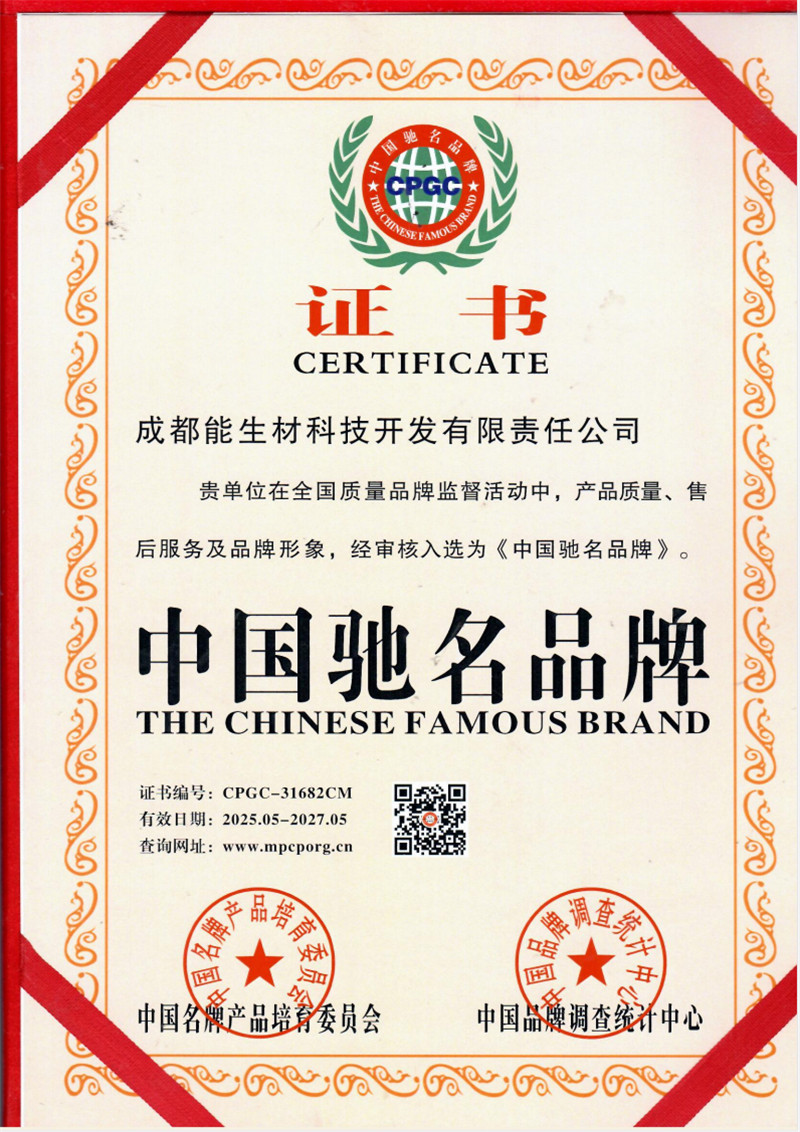 中国驰名品牌
CPGC
THE CHINESE FAMOUS BRAND
证书
CERTIFICATE
成都能生材科技开发有限责任公司
贵单位在全国质量品牌监督活动中，产品质量、售
后服务及品牌形象，经审核入选为《中国驰名品牌》。
中国驰名品牌
THE CHINESE FAMOUS BRAND
证书编号：CPGC-31682CM
有效日期：2025.05-2027.05
查询网址：www.mpcporg.cn
中国名牌产品培育委员会
中国品牌调查统计中心
中国名牌产品培育委员会
中国品牌调查统计中心